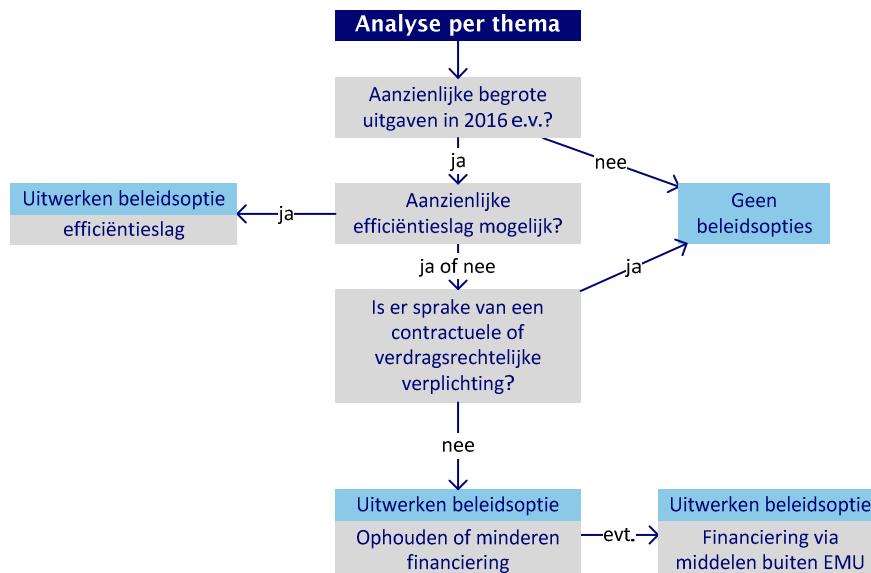 Analyse per thema
Aanzienlijke begrote
uitgaven in 2016 e.v.?
ja
nee
Uitwerken beleidsoptie
efficiëntieslag
ja
Aanzienlijke
efficiëntieslag mogelijk?
Geen
beleidsopties
ja of nee
ja
Is er sprake van een
contractuele of
verdragsrechtelijke
verplichting?
nee
Uitwerken beleidsoptie
Ophouden of minderen
financiering
evt.
Uitwerken beleidsoptie
Financiering via
middelen buiten EMU